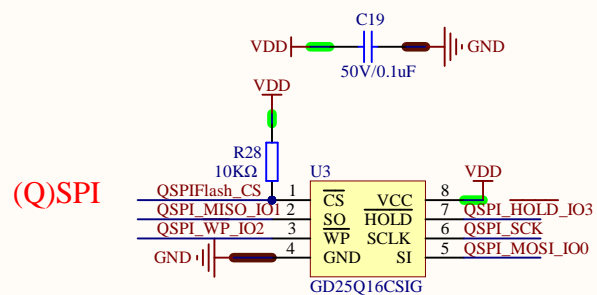 C19
VDD
GND
50V/0.1uF
VDD
R28
10KΩ
U3
VDD
(Q)SPI
QSPIFlash_CS 1 CS VCC 8
QSPI_MISO_IO1 2 SO HOLD 7 QSPI_HOLD_IO3
QSPI_WP_IO2 3 WP SCLK 6 QSPI_SCK
GND 4 GND SI 5 QSPI_MOSI_IO0
GD25Q16CSIG